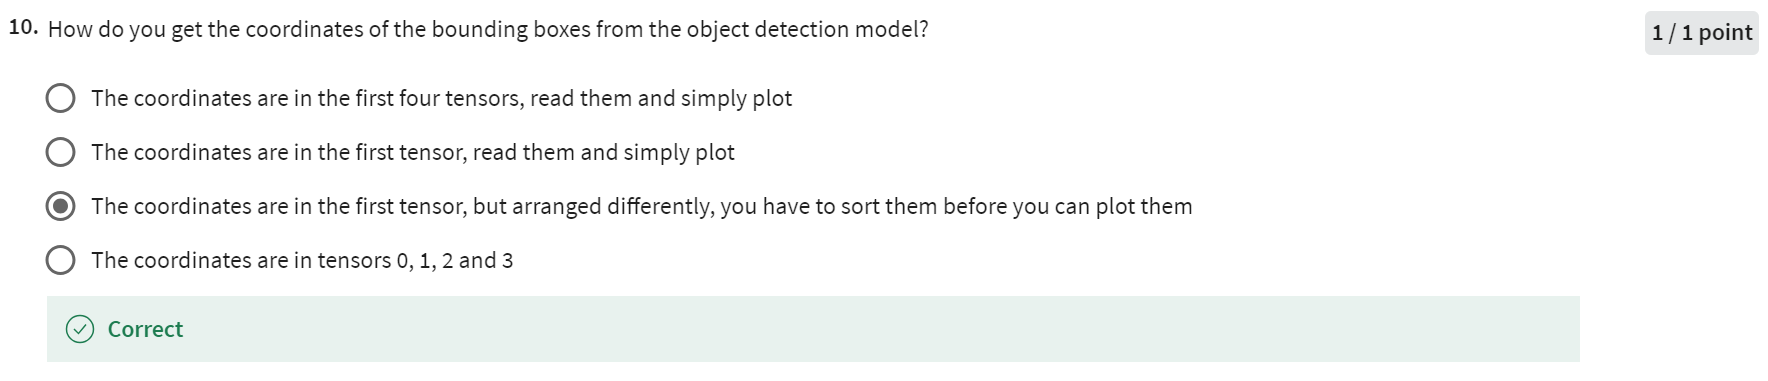 10. How do you get the coordinates of the bounding boxes from the object detection model?
1 / 1 point
The coordinates are in the first four tensors, read them and simply plot
The coordinates are in the first tensor, read them and simply plot
The coordinates are in the first tensor, but arranged differently, you have to sort them before you can plot them
The coordinates are in tensors 0, 1, 2 and 3
Correct